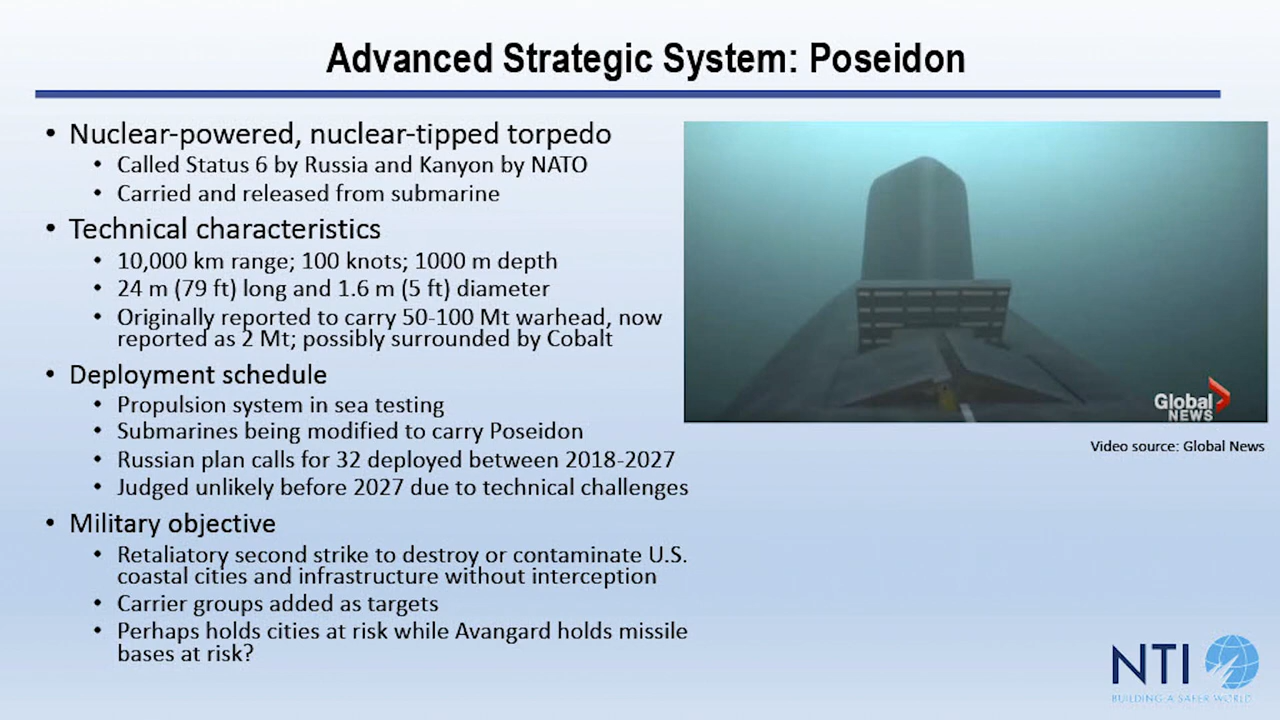 Advanced Strategic System: Poseidon
• Nuclear-powered, nuclear-tipped torpedo
• Called Status 6 by Russia and Kanyon by NATO
• Carried and released from submarine
• Technical characteristics
• 10,000 km range; 100 knots; 1000 m depth
• 24 m (79 ft) long and 1.6 m (5 ft) diameter
• Originally reported to carry 50-100 Mt warhead, now
reported as 2 Mt; possibly surrounded by Cobalt
• Deployment schedule
• Propulsion system in sea testing
• Submarines being modified to carry Poseidon
• Russian plan calls for 32 deployed between 2018-2027
• Judged unlikely before 2027 due to technical challenges
• Military objective
• Retaliatory second strike to destroy or contaminate U.S.
coastal cities and infrastructure without interception
• Carrier groups added as targets
• Perhaps holds cities at risk while Avangard holds missile
bases at risk?
Global
NEWS
Video source: Global News
NTI
BUILDING A SAFER WORLD